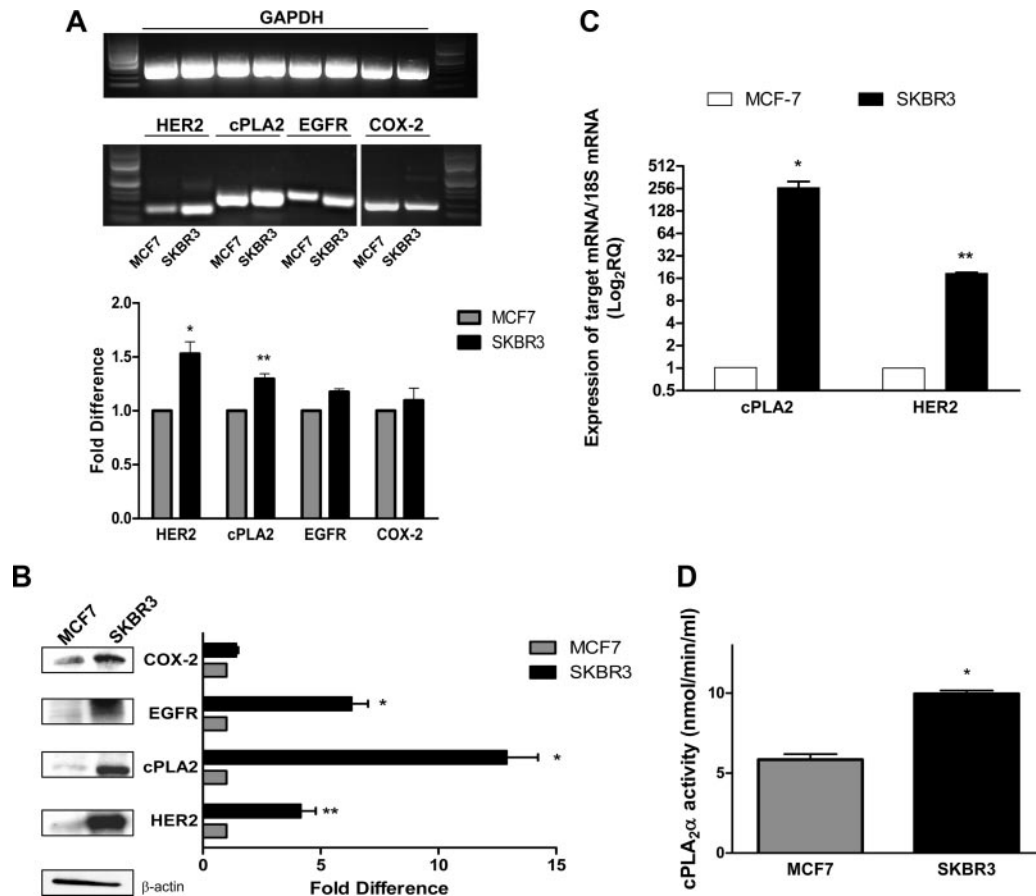 A
GAPDH
HER2 cPLA2 EGFR COX-2
MCF7 SKBR3 MCF7 SKBR3 MCF7 SKBR3 MCF7 SKBR3
Fold Difference
2.0
1.5
1.0
0.5
0.0
* **
HER2 cPLA2 EGFR COX-2
MCF7
SKBR3
B
MCF7 SKBR3
COX-2
EGFR
cPLA2
HER2
β-actin
*
*
**
0 5 10 15
Fold Difference
MCF7
SKBR3
C
MCF-7 SKBR3
Expression of target mRNA/18S mRNA
(Log₂RQ)
512
256
128
64
32
16
8
4
2
1
0.5
*
**
cPLA2 HER2
D
cPLA₂α activity (nmol/min/ml)
10
5
0
*
MCF7 SKBR3